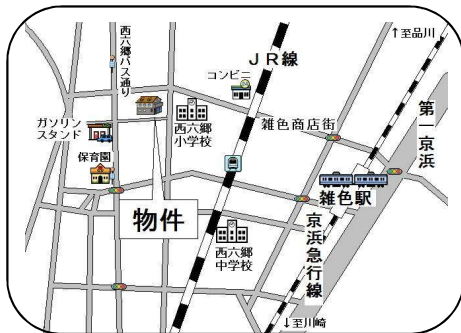 西六郷バス通り
JR線
↑至品川
コンビニ
第一京浜
ガソリン
スタンド
西六郷
小学校
雑色商店街
保育園
雑色駅
物件
京浜急行線
西六郷
中学校
↓至川崎